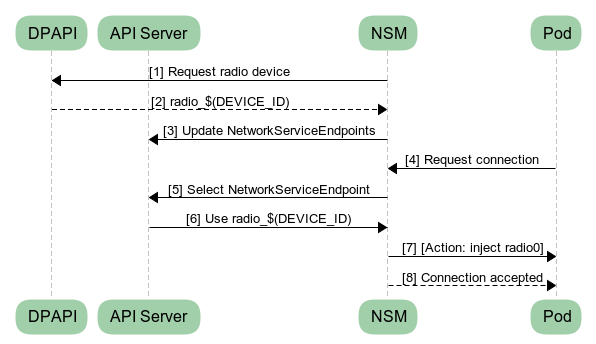 DPAPI API Server NSM Pod
[1] Request radio device
[2] radio_$(DEVICE_ID)
[3] Update NetworkServiceEndpoints
[4] Request connection
[5] Select NetworkServiceEndpoint
[6] Use radio_$(DEVICE_ID)
[7] [Action: inject radio0]
[8] Connection accepted
DPAPI API Server NSM Pod